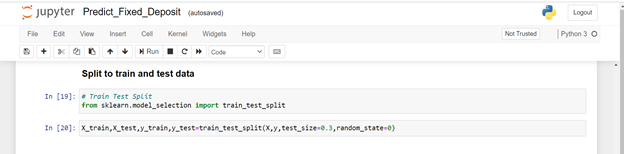 jupyter Predict_Fixed_Deposit (autosaved)
Logout
File Edit View Insert Cell Kernel Widgets Help
Not Trusted Python 3
Run Code
Split to train and test data
In [19]: # Train Test Split
from sklearn.model_selection import train_test_split
In [20]: X_train,X_test,y_train,y_test=train_test_split(X,y,test_size=0.3,random_state=0)